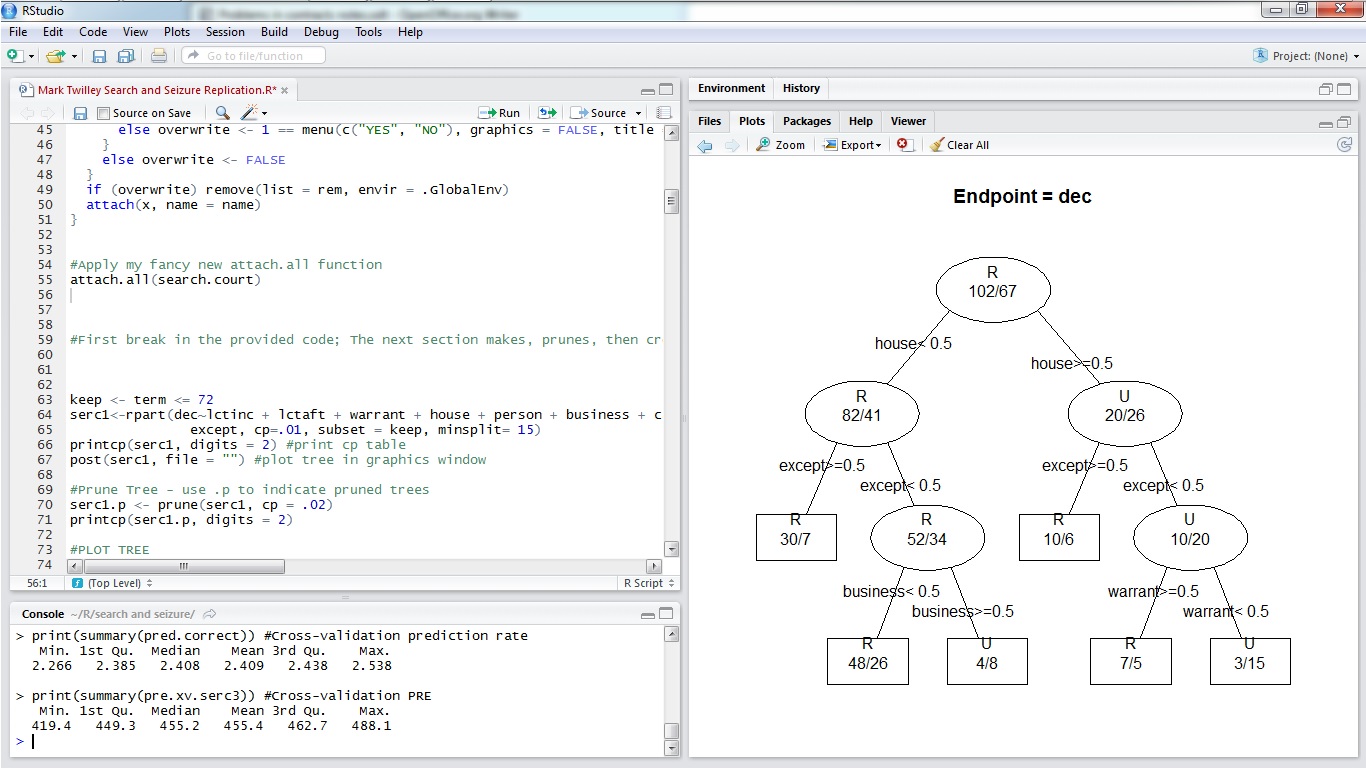 RStudio
File Edit Code View Plots Session Build Debug Tools Help
Go to file/function
Project: (None)
Mark Twilley Search and Seizure Replication.R*
Source on Save
Run
Source
45 else overwrite <- 1 == menu(c("YES", "NO"), graphics = FALSE, title
46 }
47 else overwrite <- FALSE
48 }
49 if (overwrite) remove(list = rem, envir = .GlobalEnv)
50 attach(x, name = name)
51 }
52
53
54 #Apply my fancy new attach.all function
55 attach.all(search.court)
56
57
58
59 #First break in the provided code; The next section makes, prunes, then cr
60
61
62
63 keep <- term <= 72
64 serc1<-rpart(dec~lctinc + lctaft + warrant + house + person + business + c
65 except, cp=.01, subset = keep, minsplit= 15)
66 printcp(serc1, digits = 2) #print cp table
67 post(serc1, file = "") #plot tree in graphics window
68
69 #Prune Tree - use .p to indicate pruned trees
70 serc1.p <- prune(serc1, cp = .02)
71 printcp(serc1.p, digits = 2)
72
73 #PLOT TREE
74
56:1 (Top Level) R Script
Console ~/R/search and seizure/
> print(summary(pred.correct)) #Cross-validation prediction rate
Min. 1st Qu. Median Mean 3rd Qu. Max.
2.266 2.385 2.408 2.409 2.438 2.538
> print(summary(pre.xv.serc3)) #Cross-validation PRE
Min. 1st Qu. Median Mean 3rd Qu. Max.
419.4 449.3 455.2 455.4 462.7 488.1
>
Environment History
Files Plots Packages Help Viewer
Zoom Export Clear All
Endpoint = dec
R
102/67
house< 0.5
house>=0.5
R
82/41
U
20/26
except>=0.5
except< 0.5
except>=0.5
except< 0.5
R
30/7
R
52/34
R
10/6
U
10/20
business< 0.5
business>=0.5
warrant>=0.5
warrant< 0.5
R
48/26
U
4/8
R
7/5
U
3/15